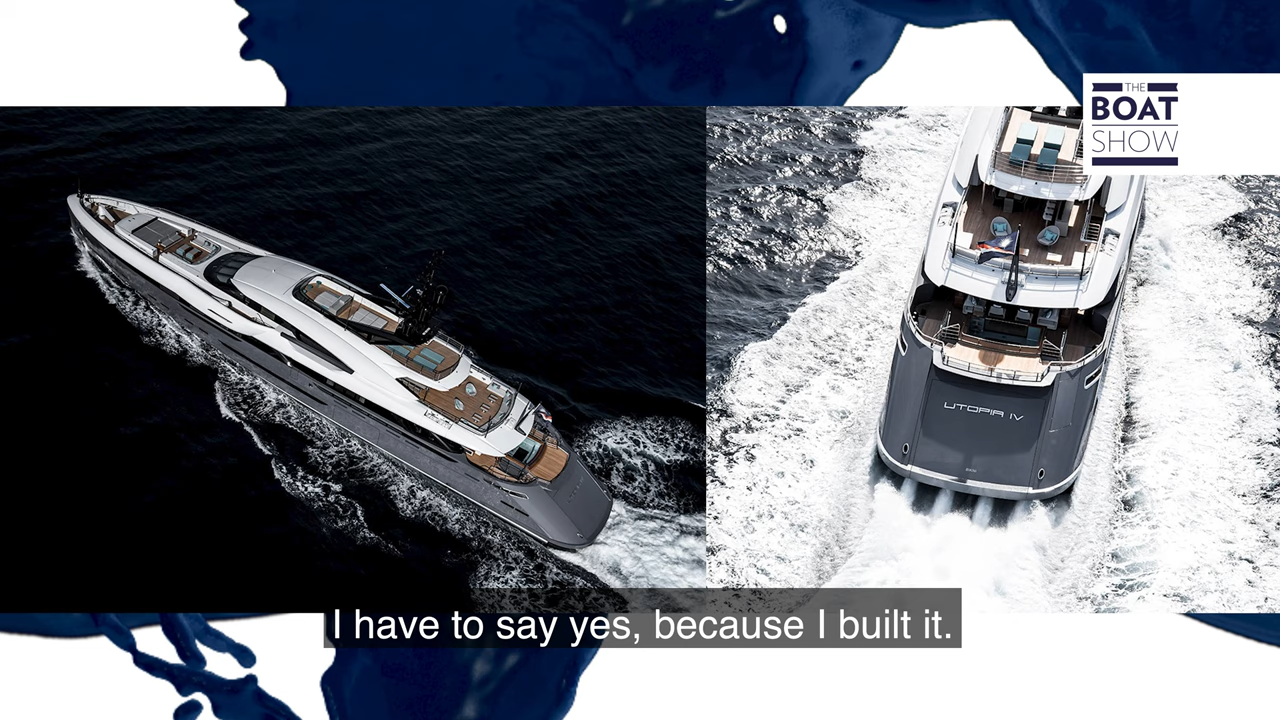 THE
BOAT
SHOW
UTOPIA IV
I have to say yes, because I built it.